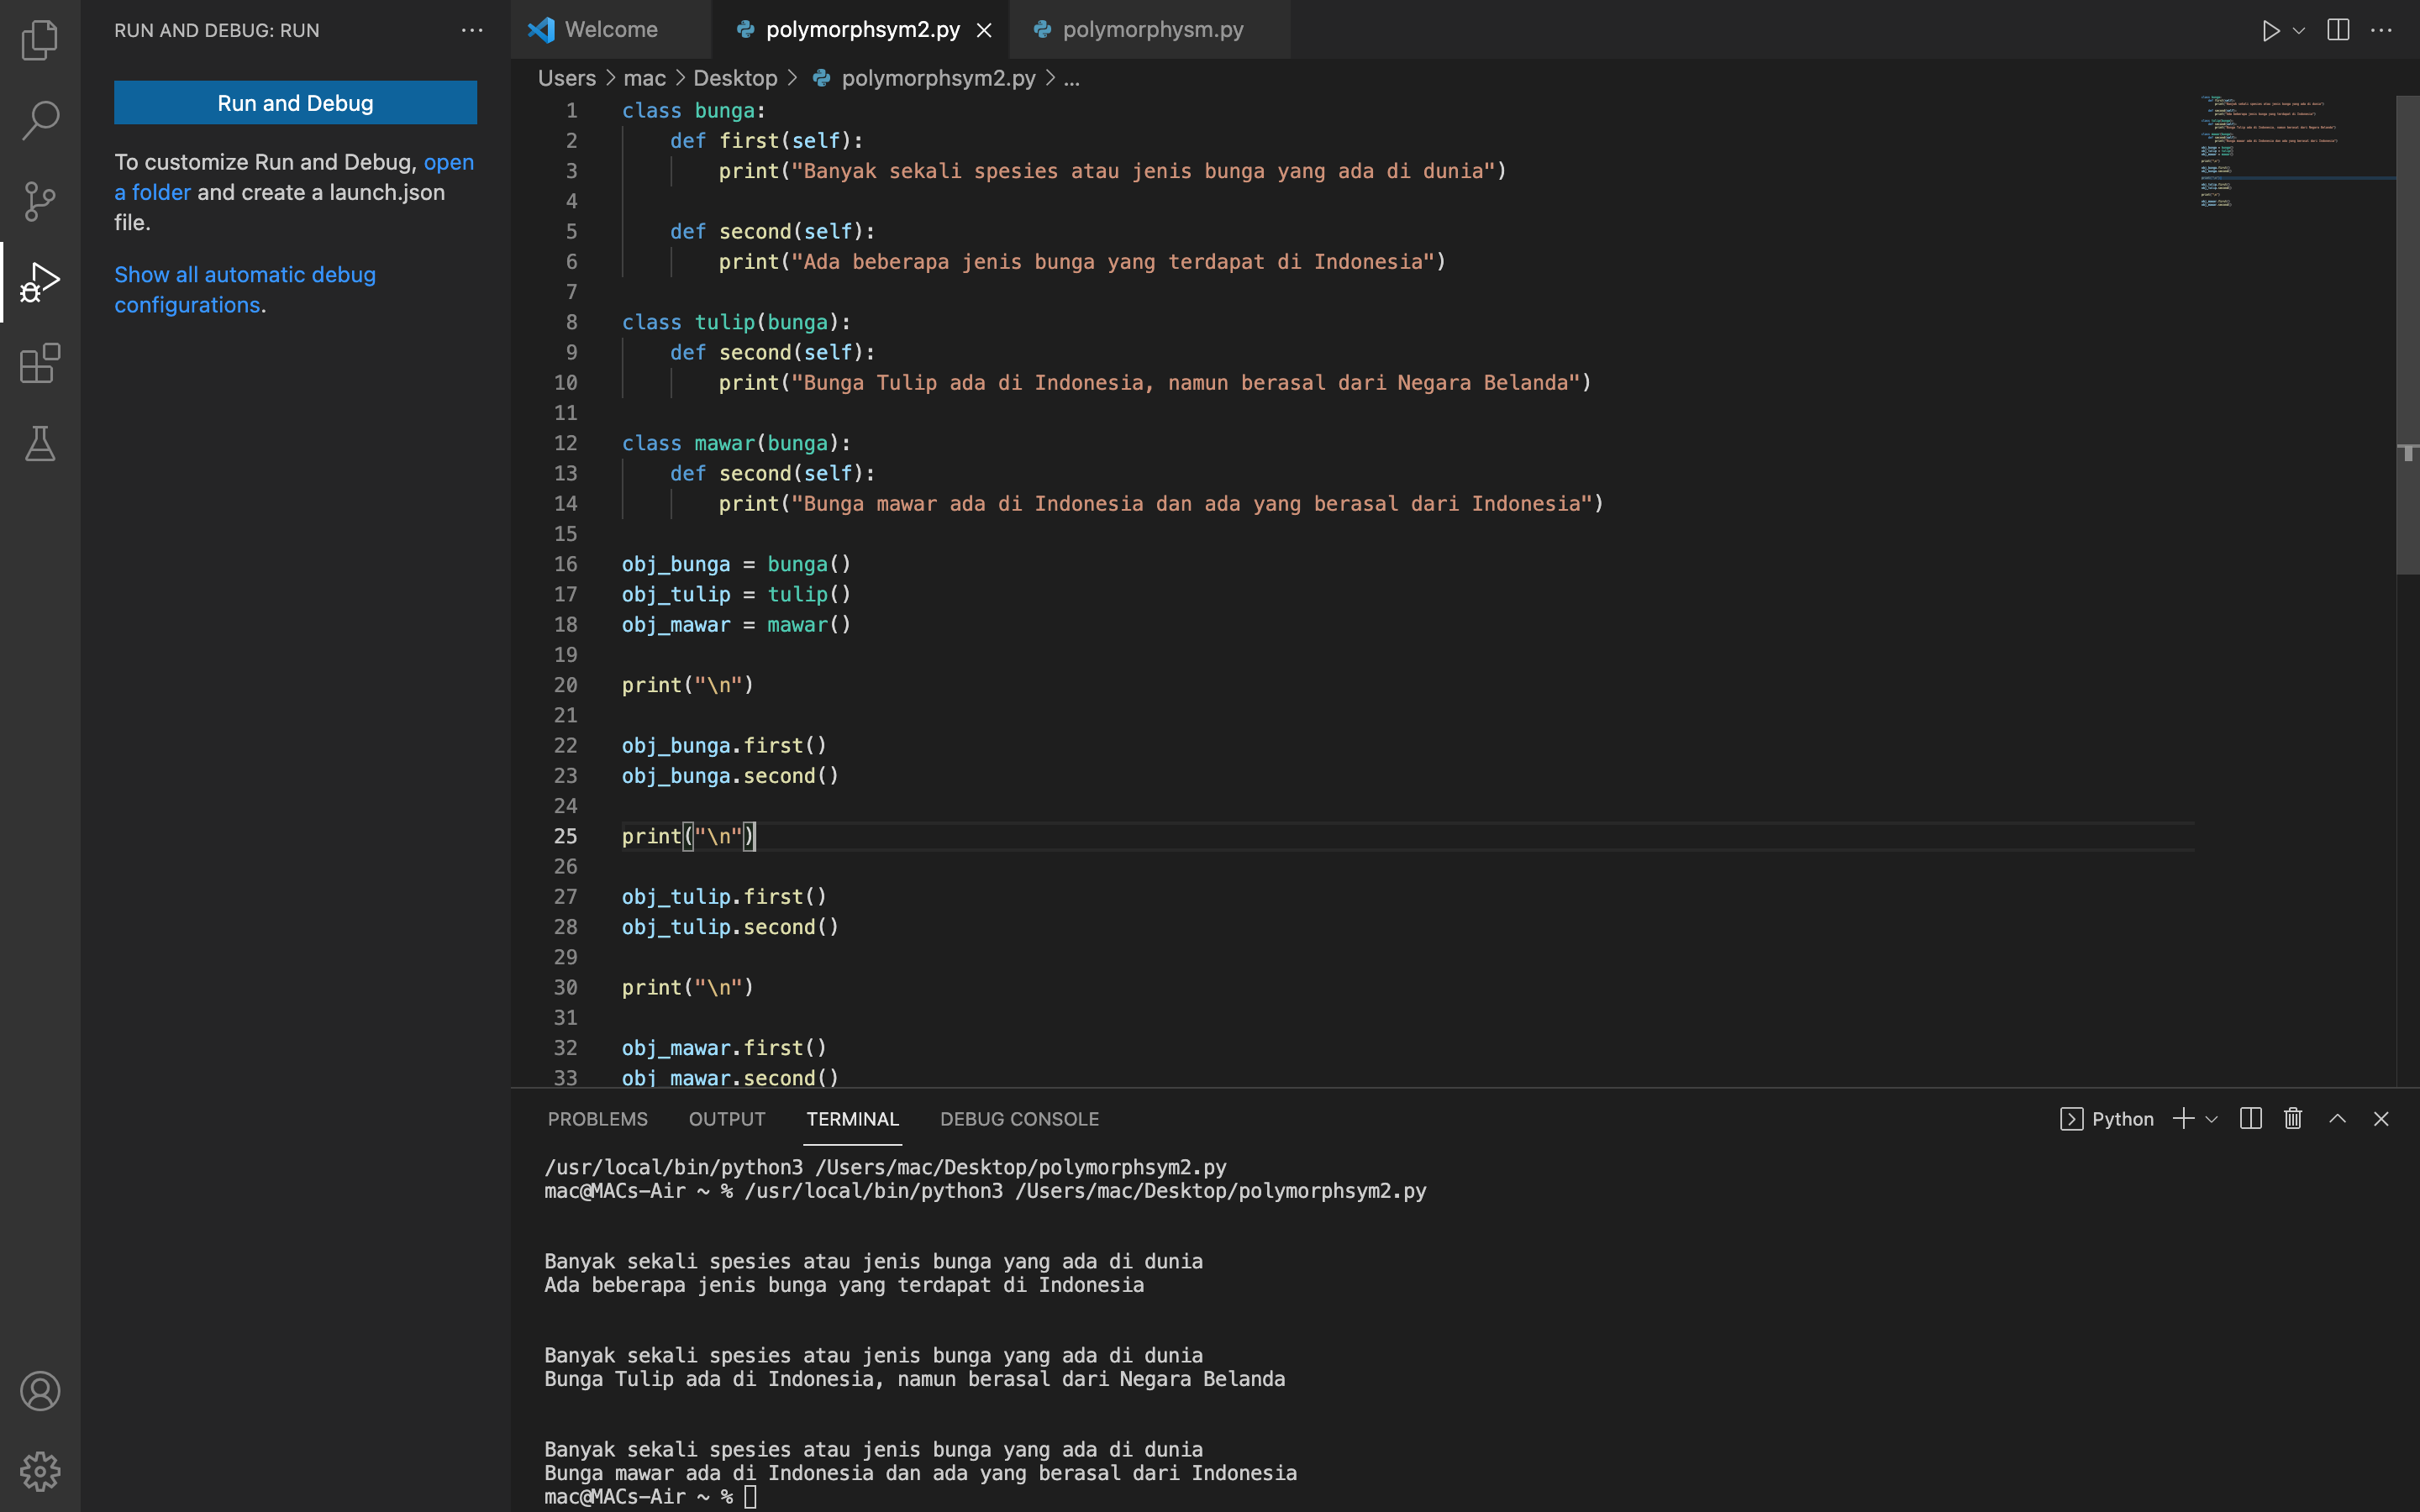 RUN AND DEBUG: RUN
Run and Debug
To customize Run and Debug, open
a folder and create a launch.json
file.
Show all automatic debug
configurations.
Welcome
polymorphsym2.py
polymorphysm.py
Users > mac > Desktop > polymorphsym2.py > ...
1 class bunga:
2     def first(self):
3         print("Banyak sekali spesies atau jenis bunga yang ada di dunia")
4
5     def second(self):
6         print("Ada beberapa jenis bunga yang terdapat di Indonesia")
7
8 class tulip(bunga):
9     def second(self):
10         print("Bunga Tulip ada di Indonesia, namun berasal dari Negara Belanda")
11
12 class mawar(bunga):
13     def second(self):
14         print("Bunga mawar ada di Indonesia dan ada yang berasal dari Indonesia")
15
16 obj_bunga = bunga()
17 obj_tulip = tulip()
18 obj_mawar = mawar()
19
20 print("\n")
21
22 obj_bunga.first()
23 obj_bunga.second()
24
25 print("\n")
26
27 obj_tulip.first()
28 obj_tulip.second()
29
30 print("\n")
31
32 obj_mawar.first()
33 obj_mawar.second()
PROBLEMS OUTPUT TERMINAL DEBUG CONSOLE
Python
/usr/local/bin/python3 /Users/mac/Desktop/polymorphsym2.py
mac@MACs-Air ~ % /usr/local/bin/python3 /Users/mac/Desktop/polymorphsym2.py
Banyak sekali spesies atau jenis bunga yang ada di dunia
Ada beberapa jenis bunga yang terdapat di Indonesia
Banyak sekali spesies atau jenis bunga yang ada di dunia
Bunga Tulip ada di Indonesia, namun berasal dari Negara Belanda
Banyak sekali spesies atau jenis bunga yang ada di dunia
Bunga mawar ada di Indonesia dan ada yang berasal dari Indonesia
mac@MACs-Air ~ %